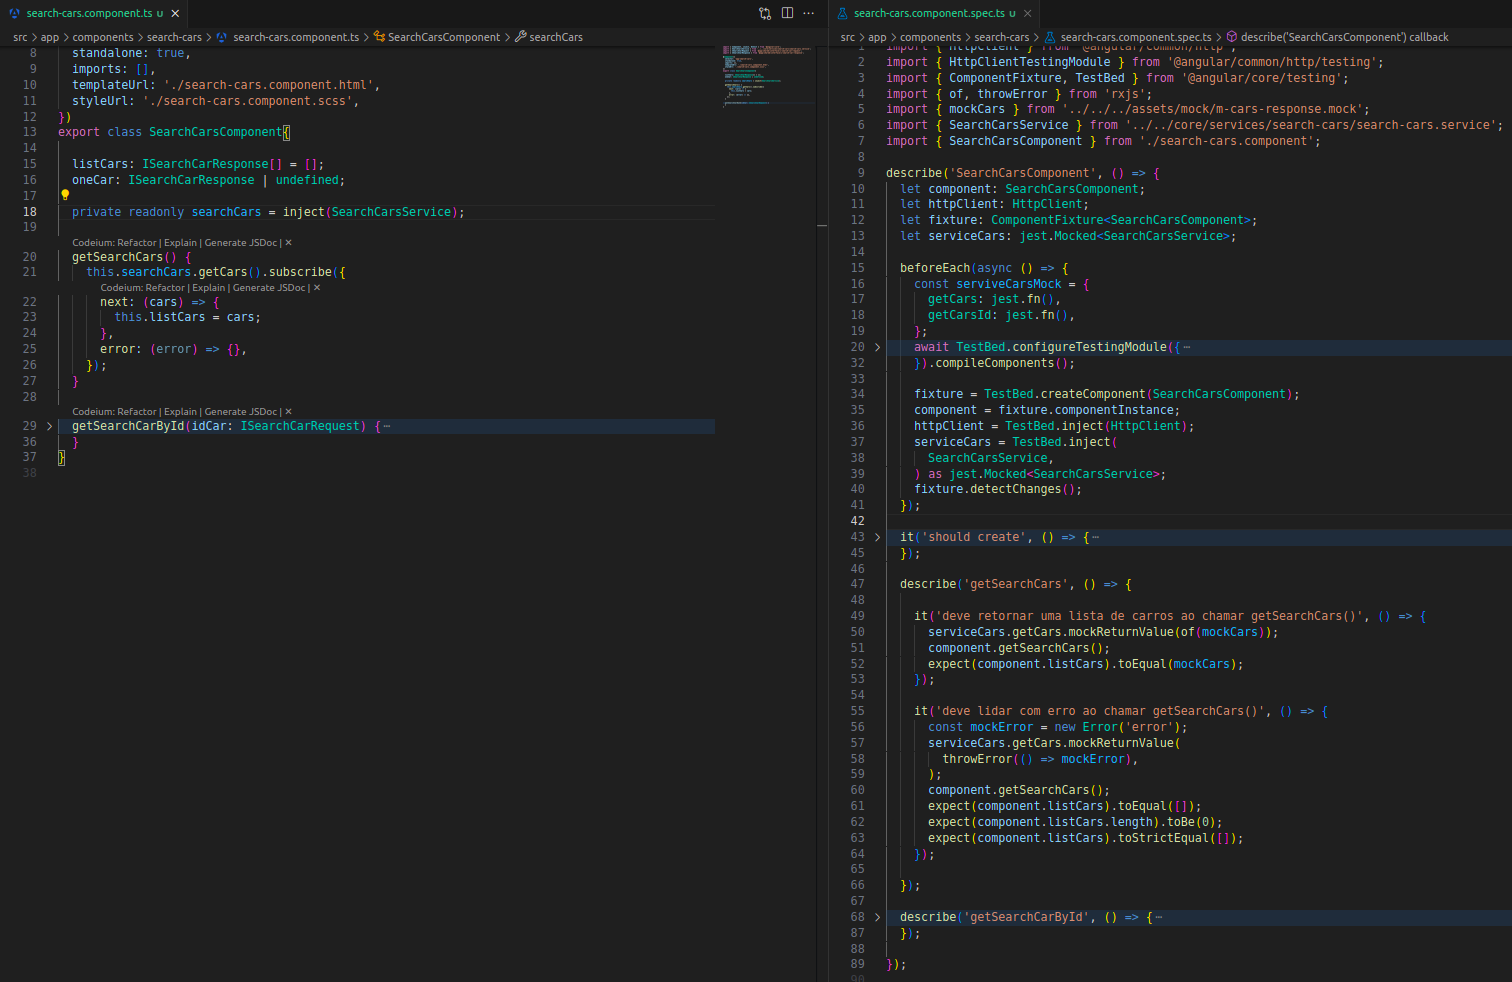 search-cars.component.ts U
src > app > components > search-cars > search-cars.component.ts > SearchCarsComponent > searchCars
8 standalone: true,
9 imports: [],
10 templateUrl: './search-cars.component.html',
11 styleUrl: './search-cars.component.scss',
12 })
13 export class SearchCarsComponent{
14
15 listCars: ISearchCarResponse[] = [];
16 oneCar: ISearchCarResponse | undefined;
17
18 private readonly searchCars = inject(SearchCarsService);
19
Codeium: Refactor | Explain | Generate JSDoc | ×
20 getSearchCars() {
21 this.searchCars.getCars().subscribe({
Codeium: Refactor | Explain | Generate JSDoc | ×
22 next: (cars) => {
23 this.listCars = cars;
24 },
25 error: (error) => {},
26 });
27 }
28
Codeium: Refactor | Explain | Generate JSDoc | ×
29 getSearchCarById(idCar: ISearchCarRequest) {⋯
36 }
37 }
38
search-cars.component.spec.ts U
src > app > components > search-cars > search-cars.component.spec.ts > describe('SearchCarsComponent') callback
1 import { HttpClient } from '@angular/common/http';
2 import { HttpClientTestingModule } from '@angular/common/http/testing';
3 import { ComponentFixture, TestBed } from '@angular/core/testing';
4 import { of, throwError } from 'rxjs';
5 import { mockCars } from '../../../assets/mock/m-cars-response.mock';
6 import { SearchCarsService } from '../../core/services/search-cars/search-cars.service';
7 import { SearchCarsComponent } from './search-cars.component';
8
9 describe('SearchCarsComponent', () => {
10 let component: SearchCarsComponent;
11 let httpClient: HttpClient;
12 let fixture: ComponentFixture<SearchCarsComponent>;
13 let serviceCars: jest.Mocked<SearchCarsService>;
14
15 beforeEach(async () => {
16 const serviveCarsMock = {
17 getCars: jest.fn(),
18 getCarsId: jest.fn(),
19 };
20 await TestBed.configureTestingModule({⋯
32 }).compileComponents();
33
34 fixture = TestBed.createComponent(SearchCarsComponent);
35 component = fixture.componentInstance;
36 httpClient = TestBed.inject(HttpClient);
37 serviceCars = TestBed.inject(
38 SearchCarsService,
39 ) as jest.Mocked<SearchCarsService>;
40 fixture.detectChanges();
41 });
42
43 it('should create', () => {⋯
45 });
46
47 describe('getSearchCars', () => {
48
49 it('deve retornar uma lista de carros ao chamar getSearchCars()', () => {
50 serviceCars.getCars.mockReturnValue(of(mockCars));
51 component.getSearchCars();
52 expect(component.listCars).toEqual(mockCars);
53 });
54
55 it('deve lidar com erro ao chamar getSearchCars()', () => {
56 const mockError = new Error('error');
57 serviceCars.getCars.mockReturnValue(
58 throwError(() => mockError),
59 );
60 component.getSearchCars();
61 expect(component.listCars).toEqual([]);
62 expect(component.listCars.length).toBe(0);
63 expect(component.listCars).toStrictEqual([]);
64 });
65
66 });
67
68 describe('getSearchCarById', () => {⋯
87 });
88
89 });
90